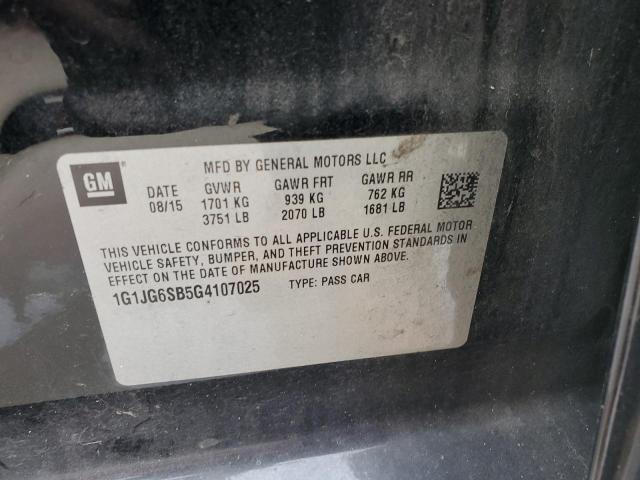 GM
MFD BY GENERAL MOTORS LLC
DATE GVWR GAWR FRT GAWR RR
08/15 1701 KG 939 KG 762 KG
3751 LB 2070 LB 1681 LB
THIS VEHICLE CONFORMS TO ALL APPLICABLE U.S. FEDERAL MOTOR
VEHICLE SAFETY, BUMPER, AND THEFT PREVENTION STANDARDS IN
EFFECT ON THE DATE OF MANUFACTURE SHOWN ABOVE.
1G1JG6SB5G4107025 TYPE: PASS CAR